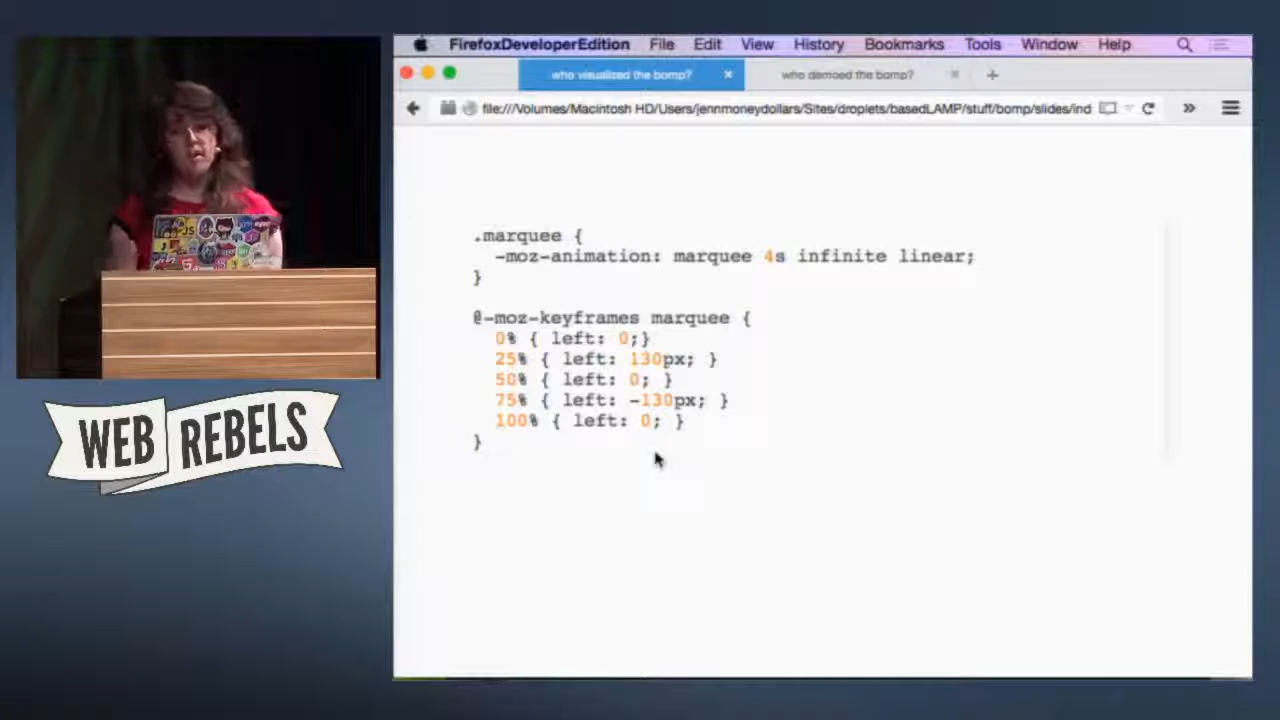 FirefoxDeveloperEdition File Edit View History Bookmarks Tools Window Help
who visualized the bomp? who damoed the bomp?
file:///Volumes/Macintosh HD/Users/jennmoneydollars/Sites/droplets/basedLAMP/stuff/bomp/slides/ind
.marquee {
-moz-animation: marquee 4s infinite linear;
}
@-moz-keyframes marquee {
0% { left: 0;}
25% { left: 130px; }
50% { left: 0; }
75% { left: -130px; }
100% { left: 0; }
}
JS
WEB REBELS